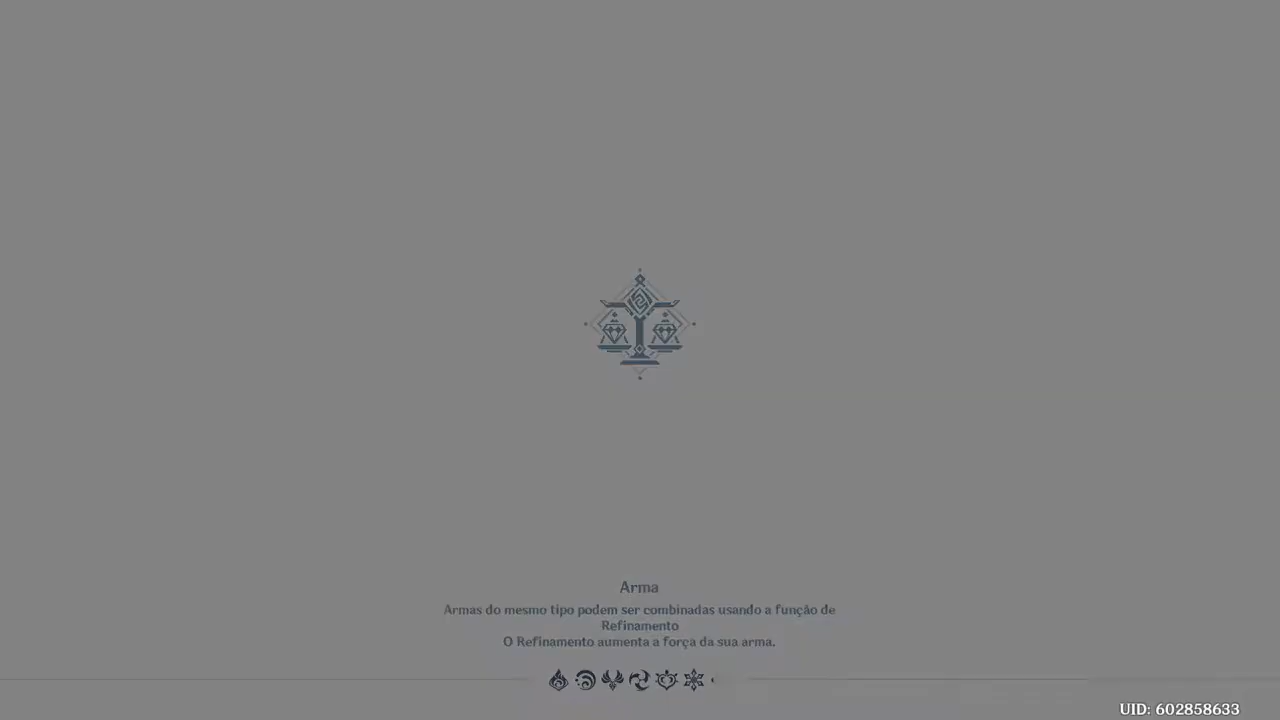 Arma
Armas do mesmo tipo podem ser combinadas usando a função de
Refinamento
O Refinamento aumenta a força da sua arma.
UID: 602858633